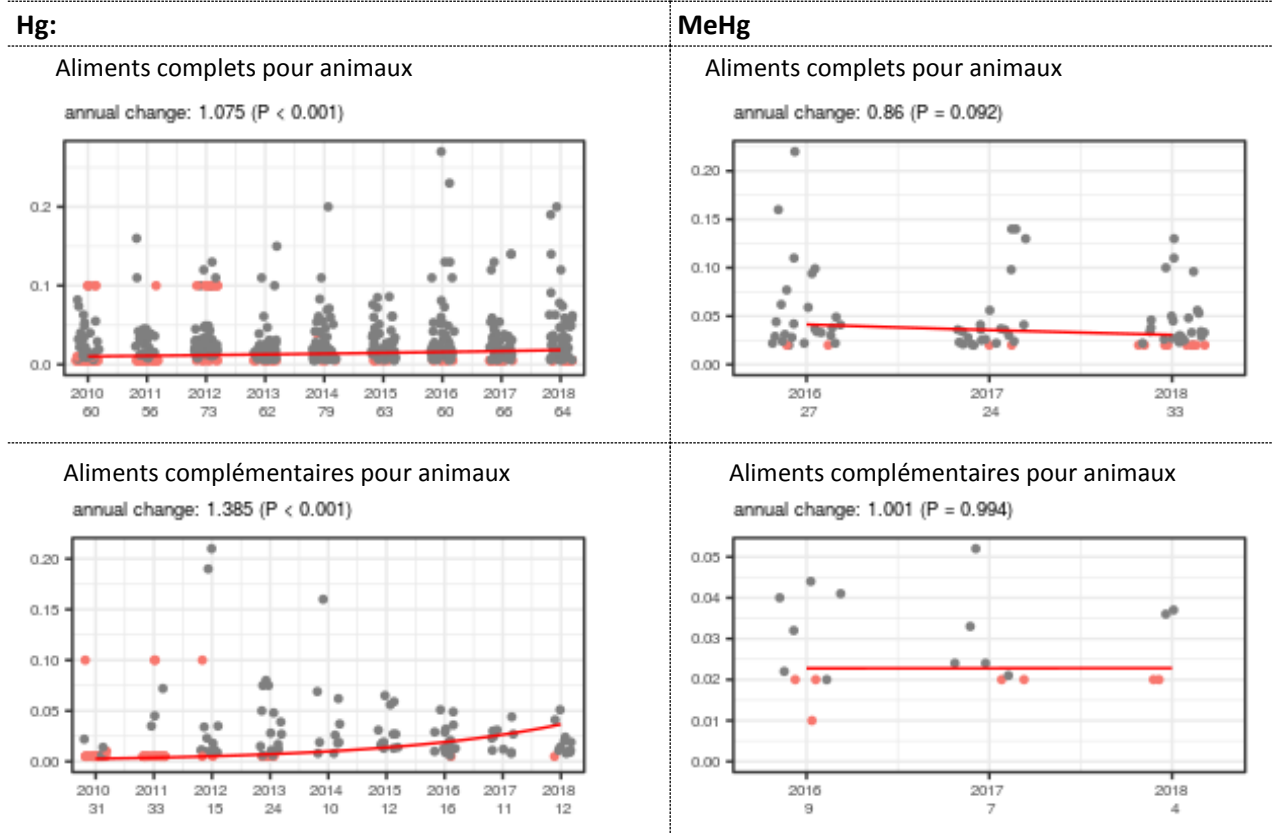 Hg:
MeHg
Aliments complets pour animaux
annual change: 1.075 (P < 0.001)
0.2
0.1
0.0
2010 2011 2012 2013 2014 2015 2016 2017 2018
60 56 73 62 79 63 60 66 64
Aliments complets pour animaux
annual change: 0.86 (P = 0.092)
0.20
0.15
0.10
0.05
0.00
2016 2017 2018
27 24 33
Aliments complémentaires pour animaux
annual change: 1.385 (P < 0.001)
0.20
0.15
0.10
0.05
0.00
2010 2011 2012 2013 2014 2015 2016 2017 2018
31 33 15 24 10 12 16 11 12
Aliments complémentaires pour animaux
annual change: 1.001 (P = 0.994)
0.05
0.04
0.03
0.02
0.01
0.00
2016 2017 2018
9 7 4